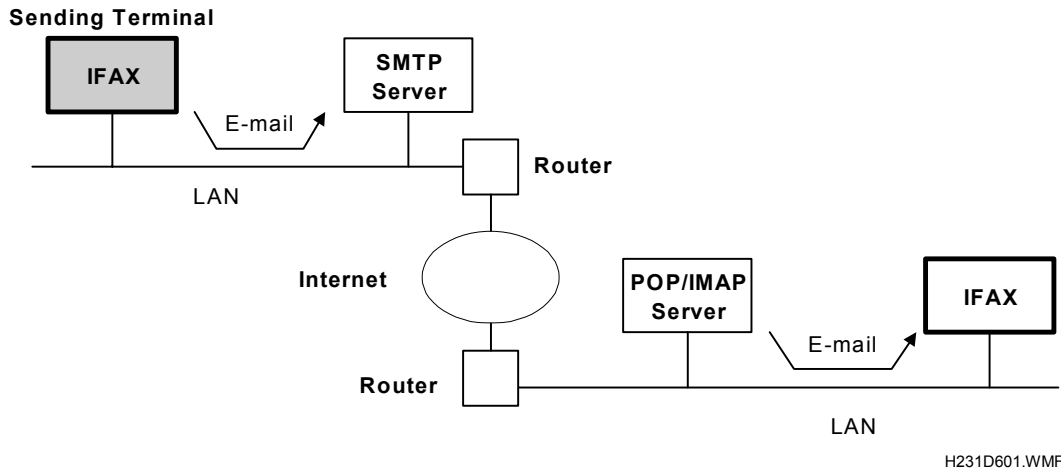 Sending Terminal
IFAX
SMTP
Server
E-mail
Router
LAN
Internet
POP/IMAP
Server
IFAX
E-mail
Router
LAN
H231D601.WMF